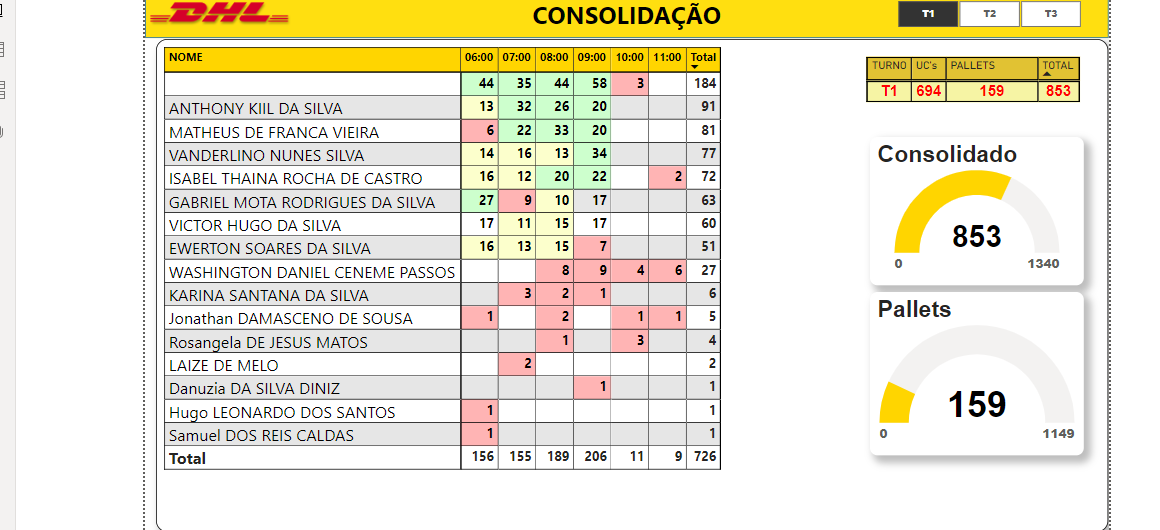 DHL
CONSOLIDAÇÃO
T1 T2 T3
NOME 06:00 07:00 08:00 09:00 10:00 11:00 Total
44 35 44 58 3 184
ANTHONY KIIL DA SILVA 13 32 26 20 91
MATHEUS DE FRANCA VIEIRA 6 22 33 20 81
VANDERLINO NUNES SILVA 14 16 13 34 77
ISABEL THAINA ROCHA DE CASTRO 16 12 20 22 2 72
GABRIEL MOTA RODRIGUES DA SILVA 27 9 10 17 63
VICTOR HUGO DA SILVA 17 11 15 17 60
EWERTON SOARES DA SILVA 16 13 15 7 51
WASHINGTON DANIEL CENEME PASSOS 8 9 4 6 27
KARINA SANTANA DA SILVA 3 2 1 6
Jonathan DAMASCENO DE SOUSA 1 2 1 1 5
Rosangela DE JESUS MATOS 1 3 4
LAIZE DE MELO 2 2
Danuzia DA SILVA DINIZ 1 1
Hugo LEONARDO DOS SANTOS 1 1
Samuel DOS REIS CALDAS 1 1
Total 156 155 189 206 11 9 726
TURNO UC's PALLETS TOTAL
T1 694 159 853
Consolidado
853
0 1340
Pallets
159
0 1149